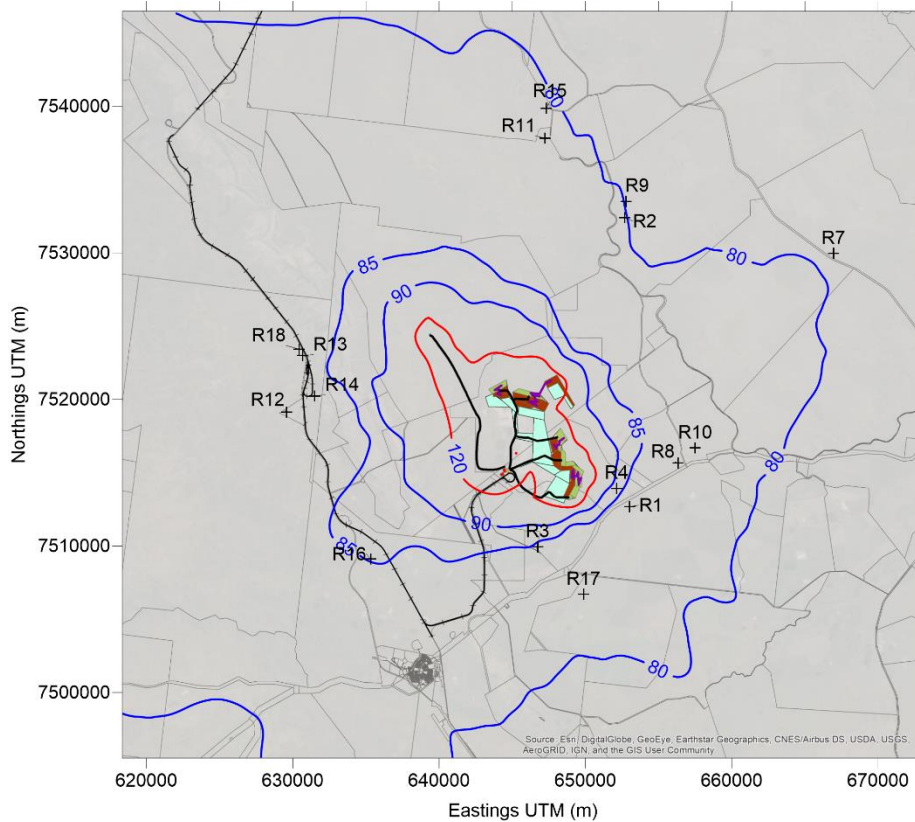 80
7540000
R15
R11
R9
R2
7530000
80
R7
85
90
R18
R13
R14
R12
7520000
85
120
R10
R8
R4
R1
80
90
7510000
85
R3
R16
R17
80
7500000
Source: Esri, DigitalGlobe, GeoEye, Earthstar Geographics, CNES/Airbus DS, USDA, USGS,
AeroGRID, IGN, and the GIS User Community
620000
630000
640000
650000
660000
670000
Northings UTM (m)
Eastings UTM (m)